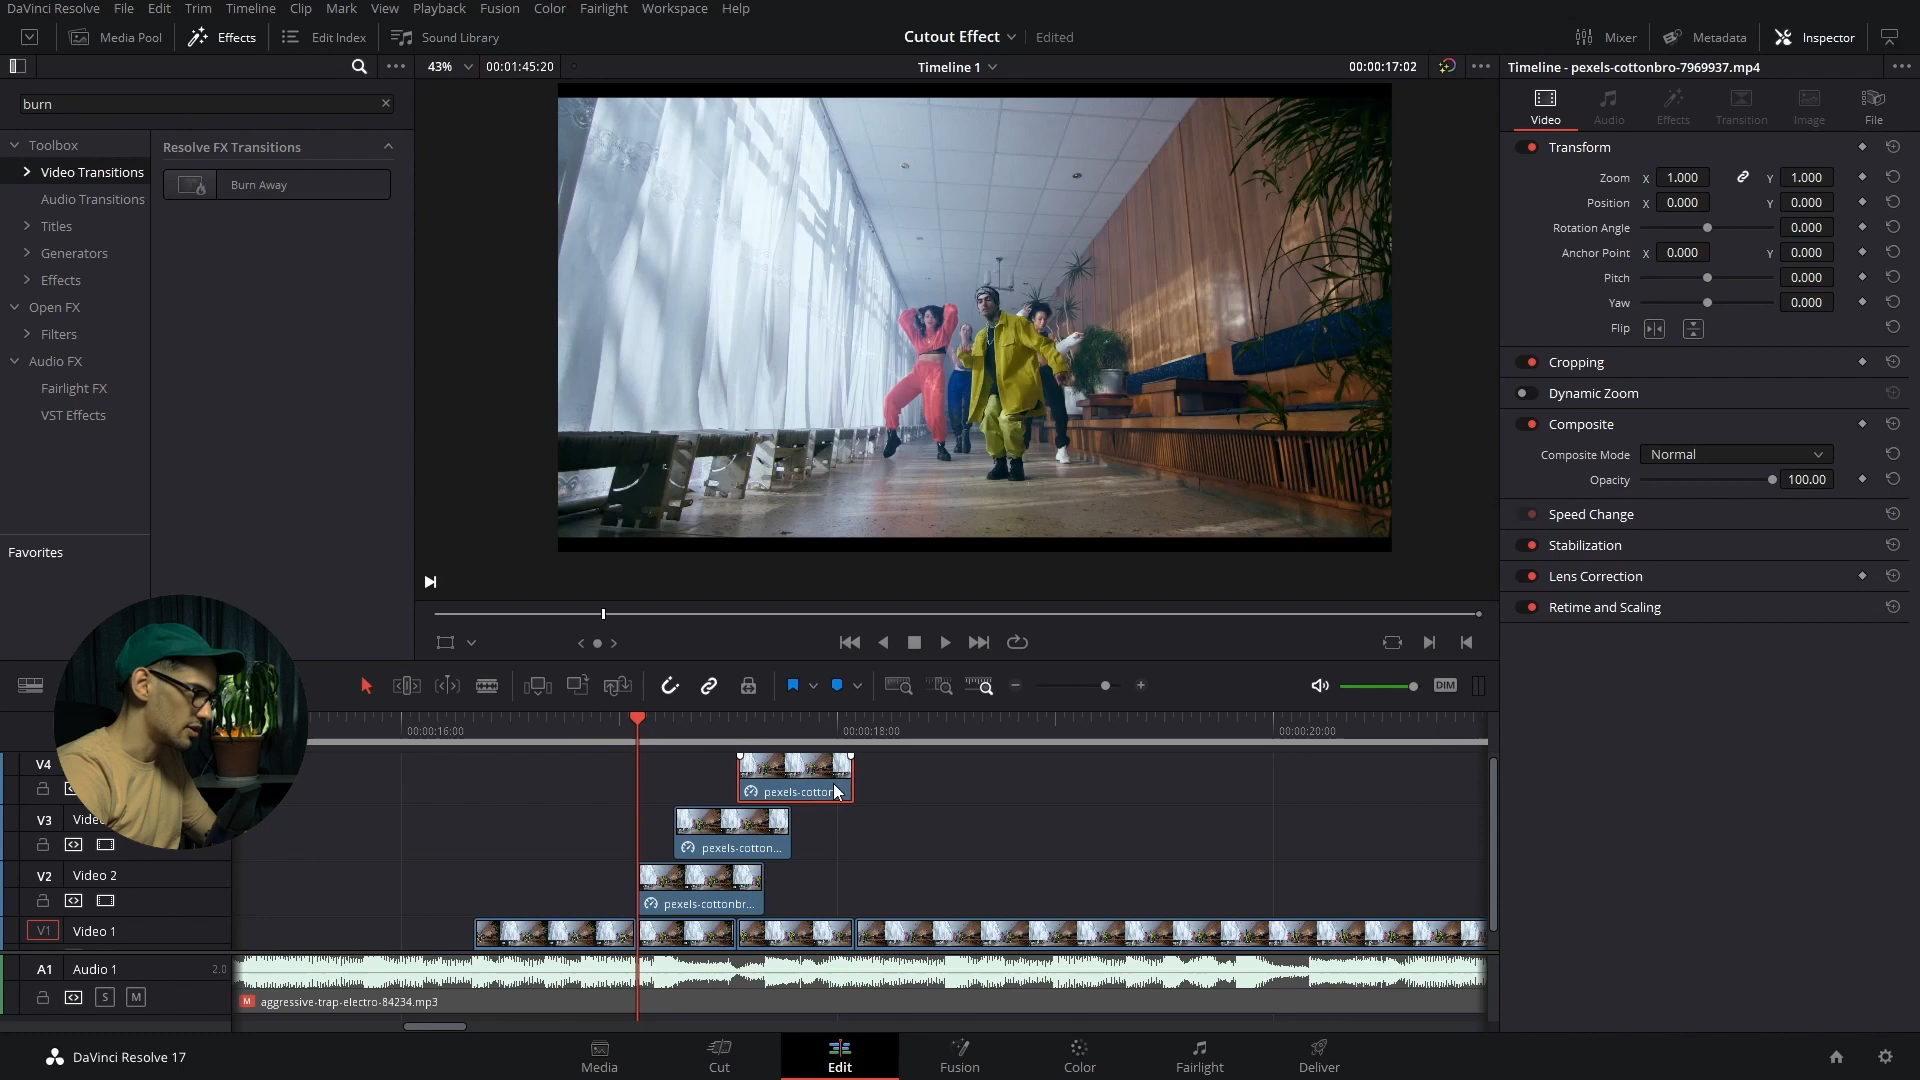 DaVinci Resolve File Edit Trim Timeline Clip Mark View Playback Fusion Color Fairlight Workspace Help
Media Pool Effects Edit Index Sound Library Cutout Effect Edited Mixer Metadata Inspector
43% 00:01:45:20 Timeline 1 00:00:17:02 Timeline - pexels-cottonbro-7969937.mp4
burn
Toolbox
Video Transitions
Audio Transitions
Titles
Generators
Effects
Open FX
Filters
Audio FX
Fairlight FX
VST Effects
Favorites
Resolve FX Transitions
Burn Away
Video Audio Effects Transition Image File
Transform
Zoom X 1.000 Y 1.000
Position X 0.000 Y 0.000
Rotation Angle 0.000
Anchor Point X 0.000 Y 0.000
Pitch 0.000
Yaw 0.000
Flip
Cropping
Dynamic Zoom
Composite
Composite Mode Normal
Opacity 100.00
Speed Change
Stabilization
Lens Correction
Retime and Scaling
DIM
00:00:16:00 00:00:18:00 00:00:20:00
V4 pexels-cotton
V3 pexels-cotton...
V2 Video 2 pexels-cottonbr...
V1 Video 1
A1 Audio 1 2.0
S M
M aggressive-trap-electro-84234.mp3
DaVinci Resolve 17 Media Cut Edit Fusion Color Fairlight Deliver